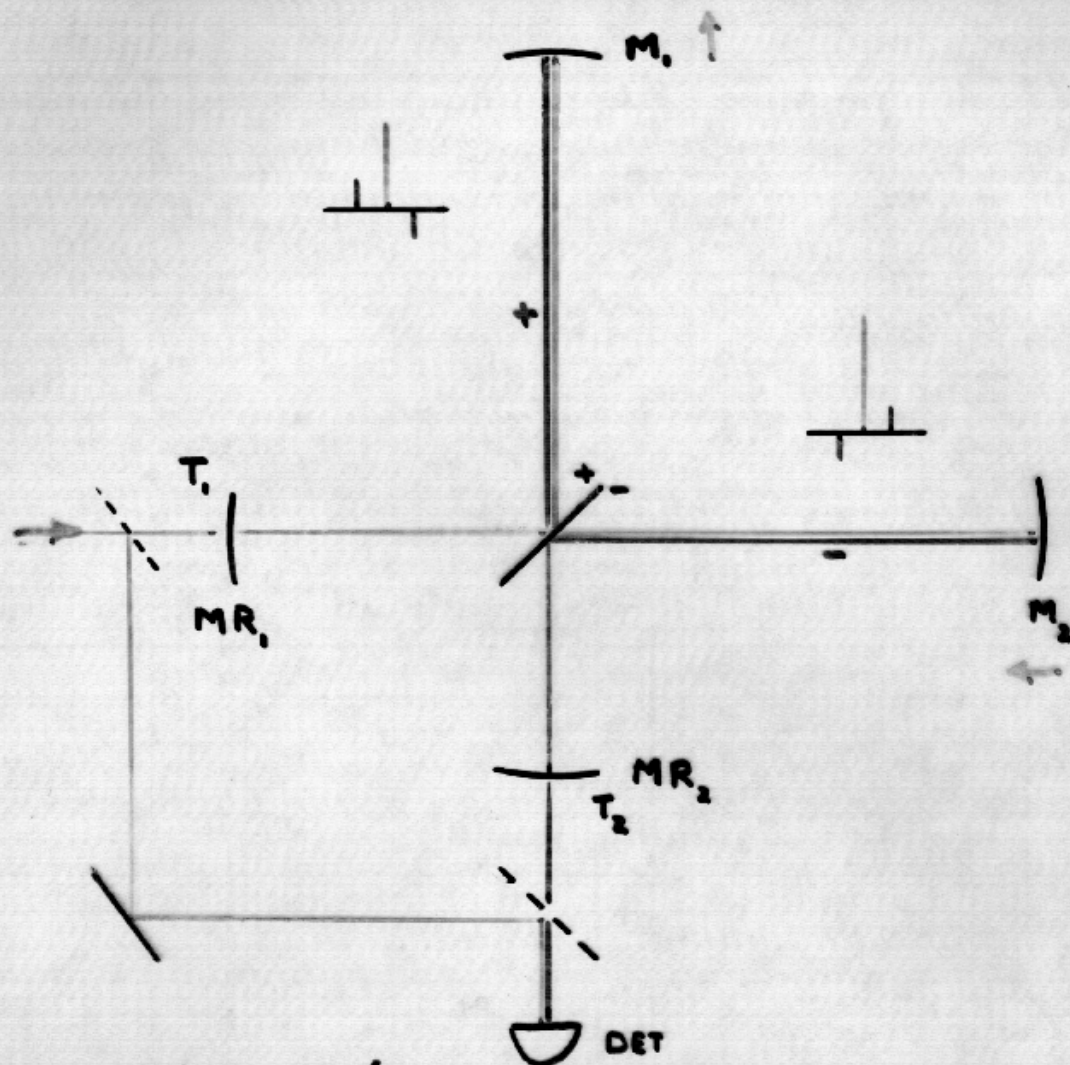 M₁
+
T₁
+ -
-
MR₁
M₂
MR₂
T₂
DET